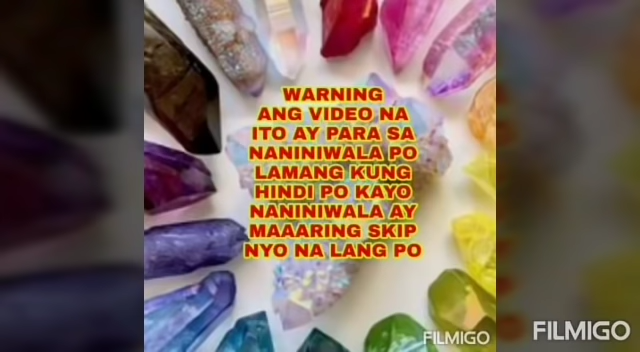 WARNING
ANG VIDEO NA
ITO AY PARA SA
NANINIWALA PO
LAMANG KUNG
HINDI PO KAYO
NANINIWALA AY
MAAARING SKIP
NYO NA LANG PO
FILMIGO
FILMIGO